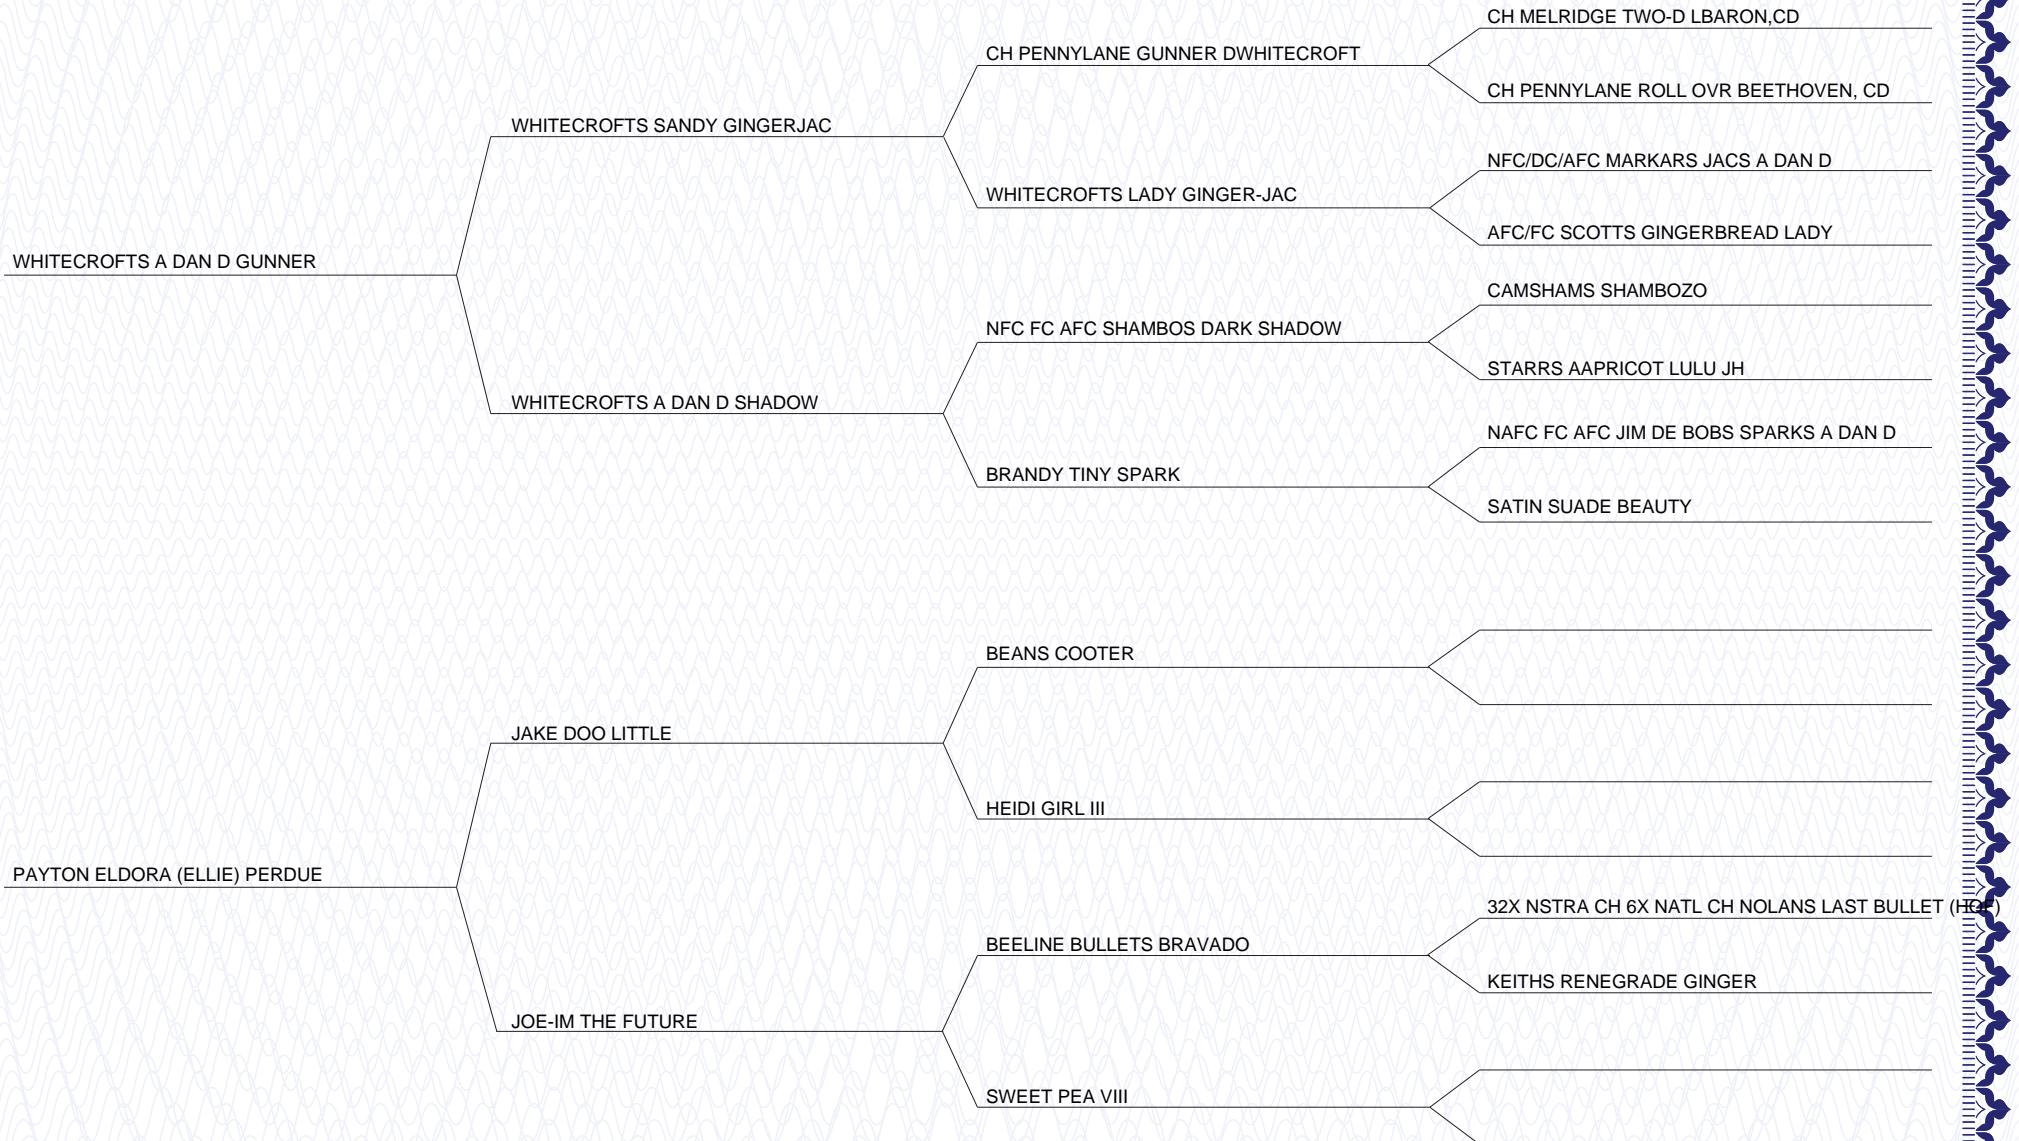 CH MELRIDGE TWO-D LBARON,CD
CH PENNYLANE GUNNER DWHITECROFT
CH PENNYLANE ROLL OVR BEETHOVEN, CD
WHITECROFTS SANDY GINGERJAC
NFC/DC/AFC MARKARS JACS A DAN D
WHITECROFTS LADY GINGER-JAC
AFC/FC SCOTTS GINGERBREAD LADY
WHITECROFTS A DAN D GUNNER
CAMSHAMS SHAMBOZO
NFC FC AFC SHAMBOS DARK SHADOW
STARRS AAPRICOT LULU JH
WHITECROFTS A DAN D SHADOW
NAFC FC AFC JIM DE BOBS SPARKS A DAN D
BRANDY TINY SPARK
SATIN SUADE BEAUTY
BEANS COOTER
JAKE DOO LITTLE
HEIDI GIRL III
PAYTON ELDORA (ELLIE) PERDUE
32X NSTRA CH 6X NATL CH NOLANS LAST BULLET (HOF)
BEELINE BULLETS BRAVADO
KEITHS RENEGRADE GINGER
JOE-IM THE FUTURE
SWEET PEA VIII